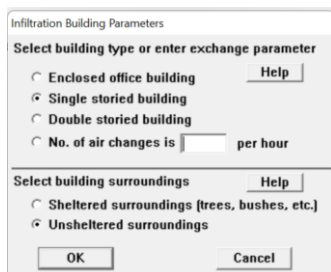 Infiltration Building Parameters
Select building type or enter exchange parameter
Enclosed office building Help
Single storied building
Double storied building
No. of air changes is per hour
Select building surroundings Help
Sheltered surroundings (trees, bushes, etc.)
Unsheltered surroundings
OK Cancel